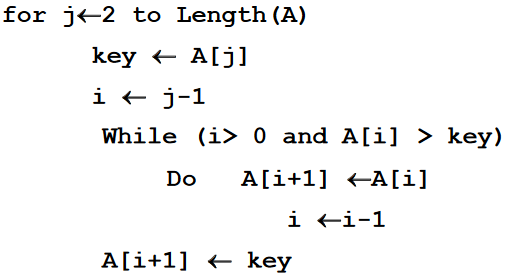 for j←2 to Length(A)
key ← A[j]
i ← j-1
While (i> 0 and A[i] > key)
Do A[i+1] ←A[i]
i ←i-1
A[i+1] ← key